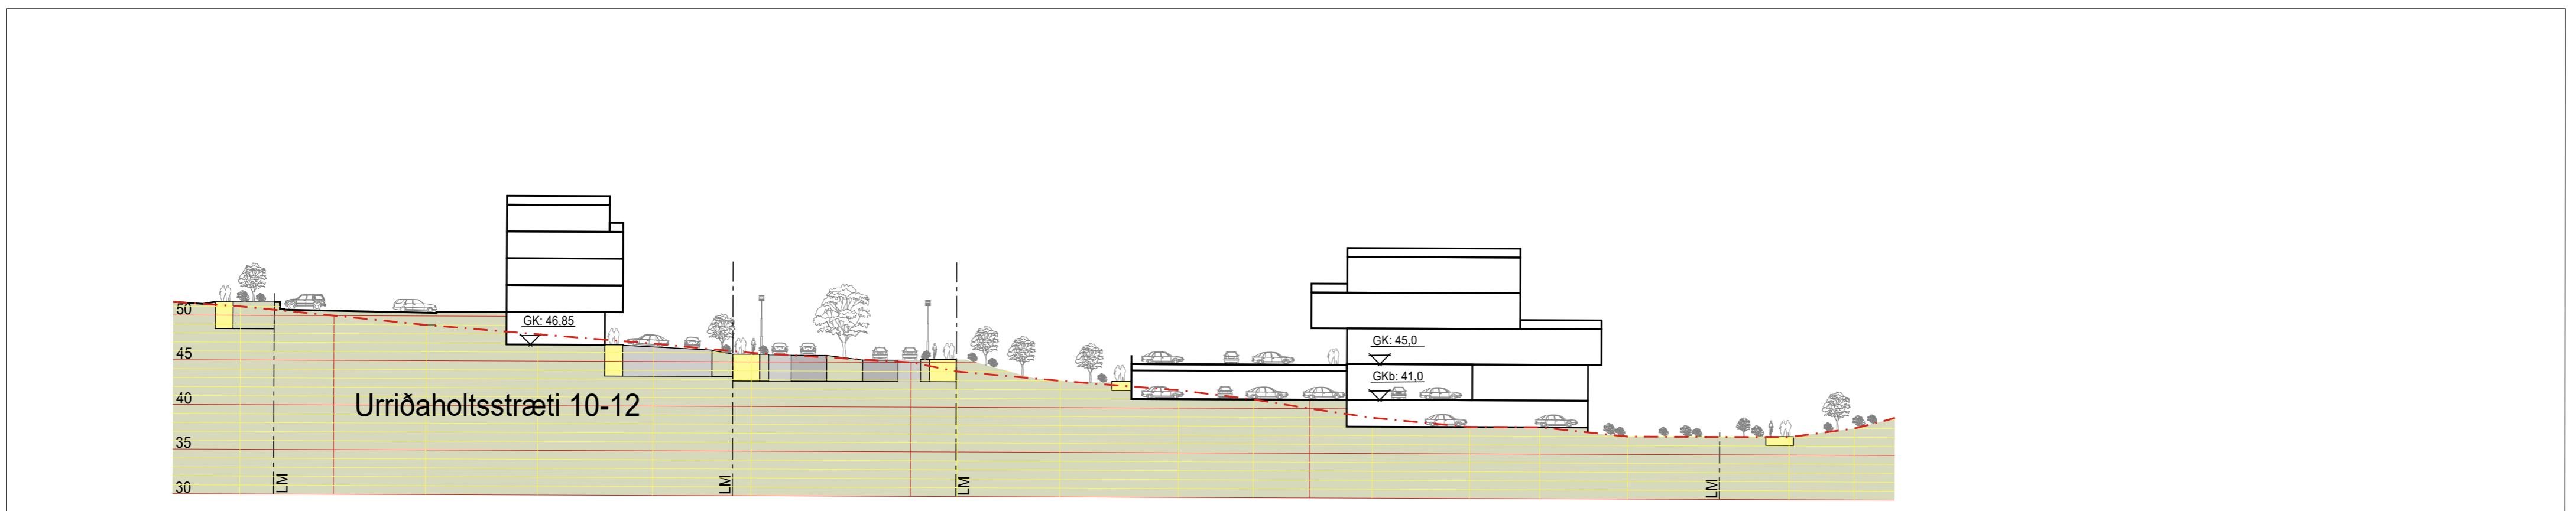 50
45
40
35
30
GK: 46,85
Urriðaholtsstræti 10-12
GK: 45,0
GKb: 41,0
LM
LM
LM
LM